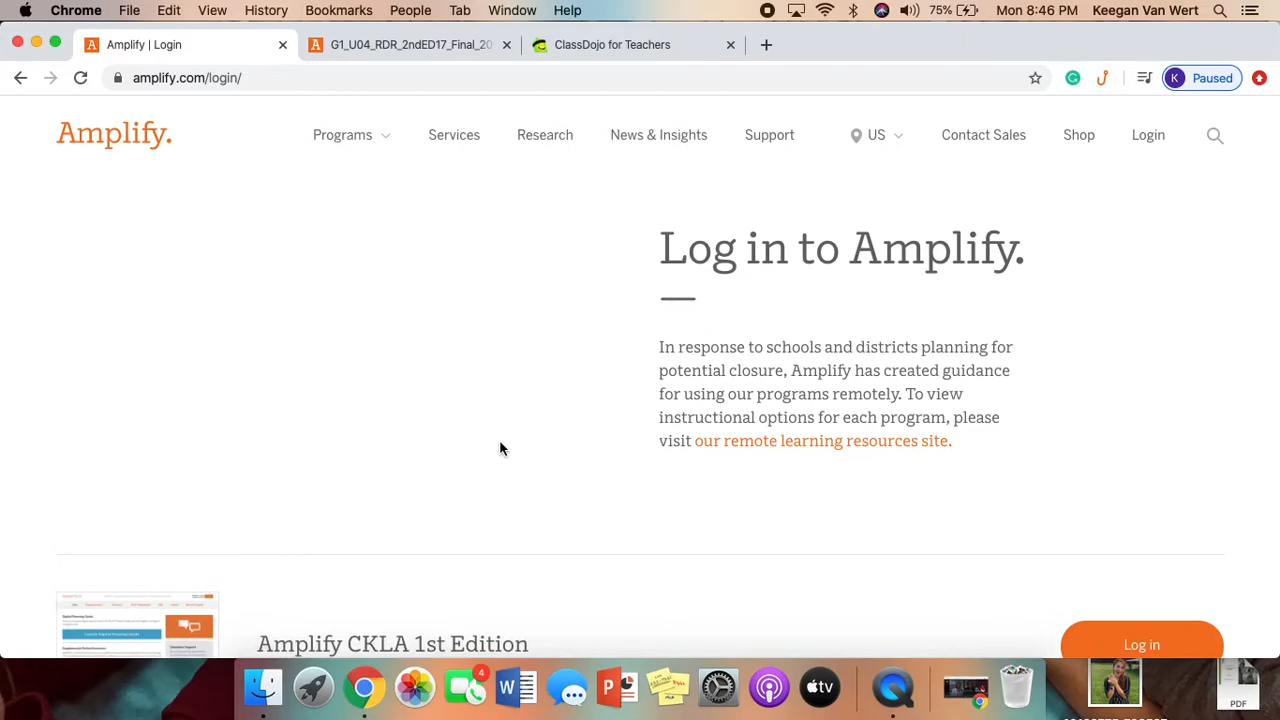 Chrome File Edit View History Bookmarks People Tab Window Help 75% Mon 8:46 PM Keegan Van Wert
Amplify | Login G1_U04_RDR_2ndED17_Final_20 ClassDojo for Teachers
amplify.com/login/ K Paused
Amplify. Programs Services Research News & Insights Support US Contact Sales Shop Login
Log in to Amplify.
In response to schools and districts planning for
potential closure, Amplify has created guidance
for using our programs remotely. To view
instructional options for each program, please
visit our remote learning resources site.
Amplify CKLA 1st Edition
Log in
4
tv
PDF